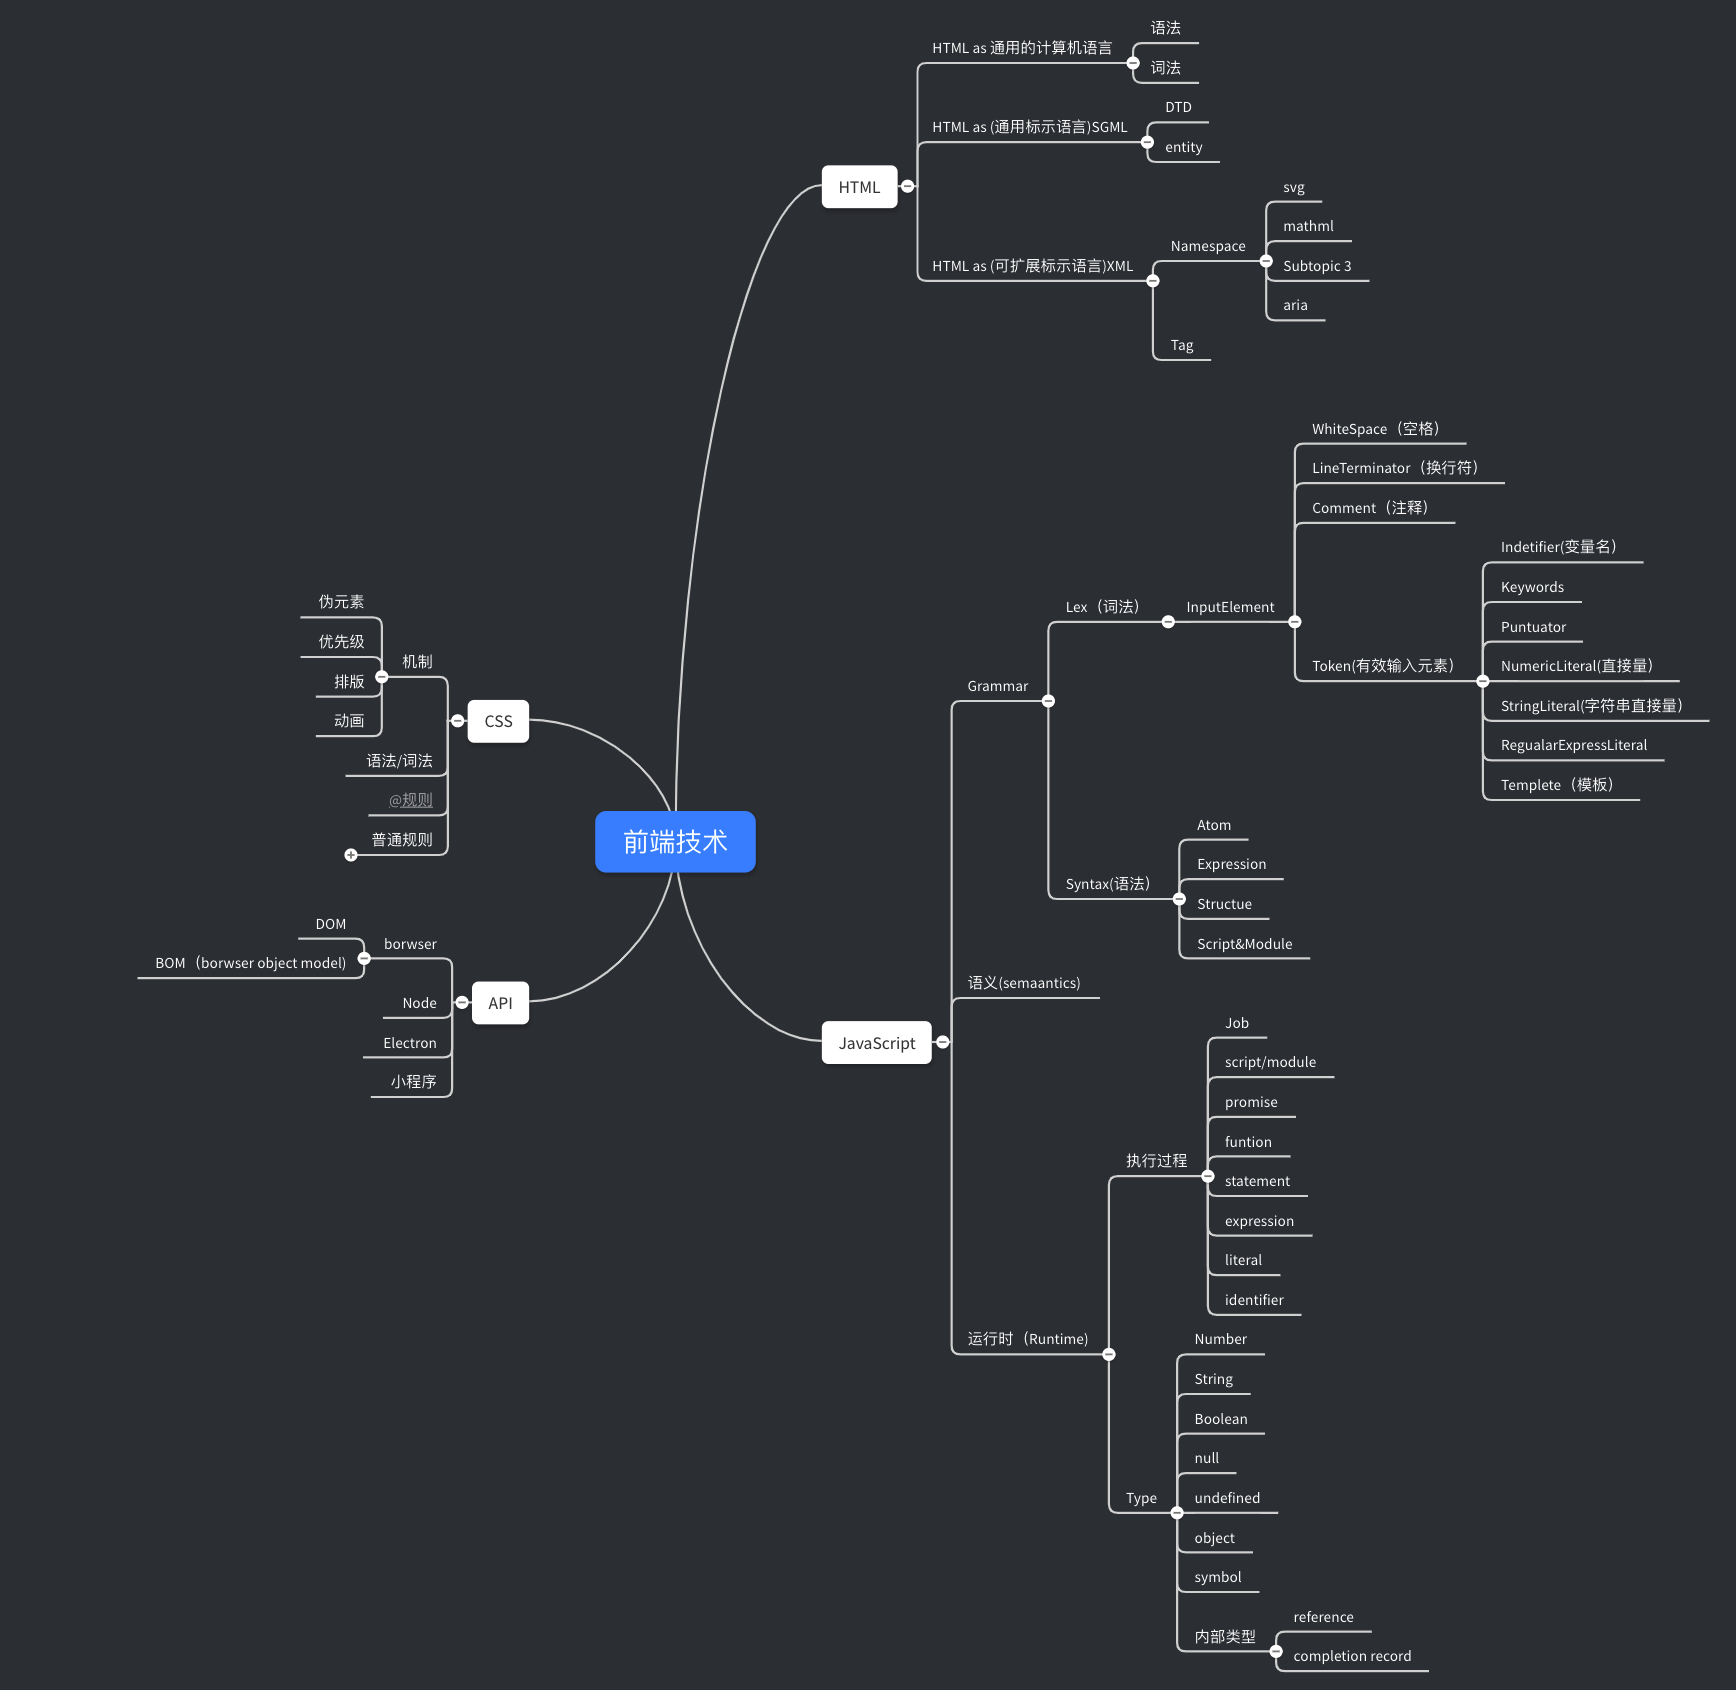 前端技术
HTML
HTML as 通用的计算机语言
语法
词法
HTML as (通用标示语言)SGML
DTD
entity
HTML as (可扩展标示语言)XML
Namespace
svg
mathml
Subtopic 3
aria
Tag
JavaScript
Grammar
Lex（词法）
InputElement
WhiteSpace（空格）
LineTerminator（换行符）
Comment（注释）
Token(有效输入元素）
Indetifier(变量名）
Keywords
Puntuator
NumericLiteral(直接量）
StringLiteral(字符串直接量）
RegualarExpressLiteral
Templete（模板）
Syntax(语法）
Atom
Expression
Structue
Script&Module
语义(semaantics)
运行时（Runtime)
执行过程
Job
script/module
promise
funtion
statement
expression
literal
identifier
Type
Number
String
Boolean
null
undefined
object
symbol
内部类型
reference
completion record
CSS
机制
伪元素
优先级
排版
动画
语法/词法
@规则
普通规则
API
borwser
DOM
BOM（borwser object model)
Node
Electron
小程序